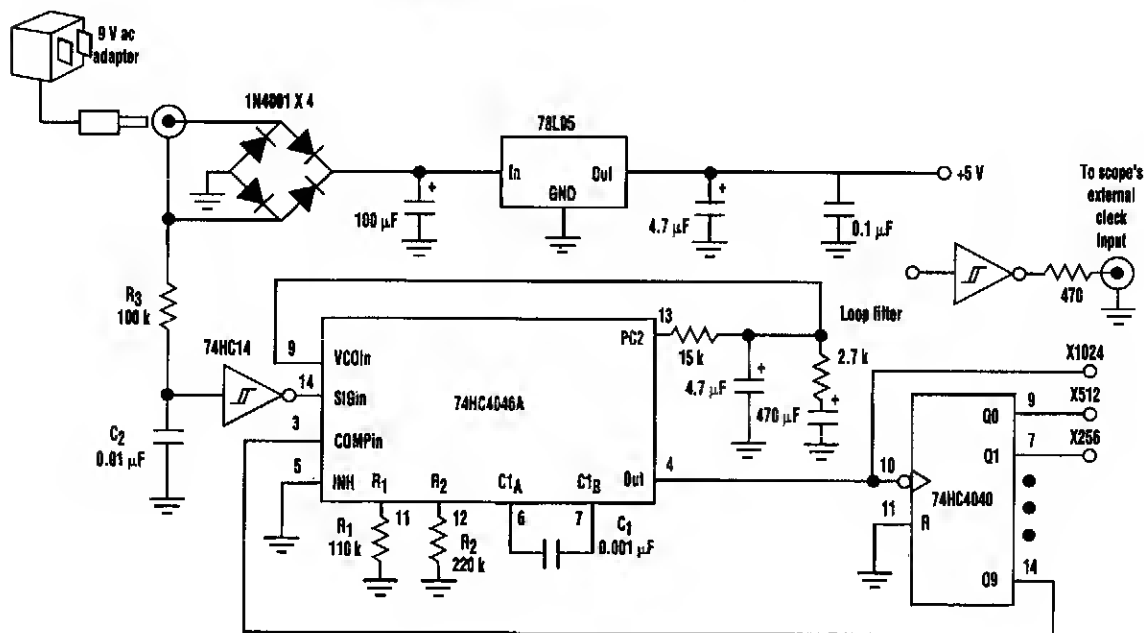 9 V ac
adapter
1N4001 X 4
78L05
In
Out
GND
+5 V
+
100 µF
+
4.7 µF
0.1 µF
To scope's
external
clock
Input
470
R3
100 k
74HC14
C2
0.01 µF
9
14
3
5
VCOIn
SIGin
COMPin
INH
74HC4046A
PC2
13
15 k
Loop filter
+
4.7 µF
2.7 k
+
470 µF
R1
R2
C1A
C1B
Out
4
11
12
6
7
R1
110 k
R2
220 k
C1
0.001 µF
X1024
X512
X256
10
11
R
74HC4040
Q0
9
Q1
7
Q9
14